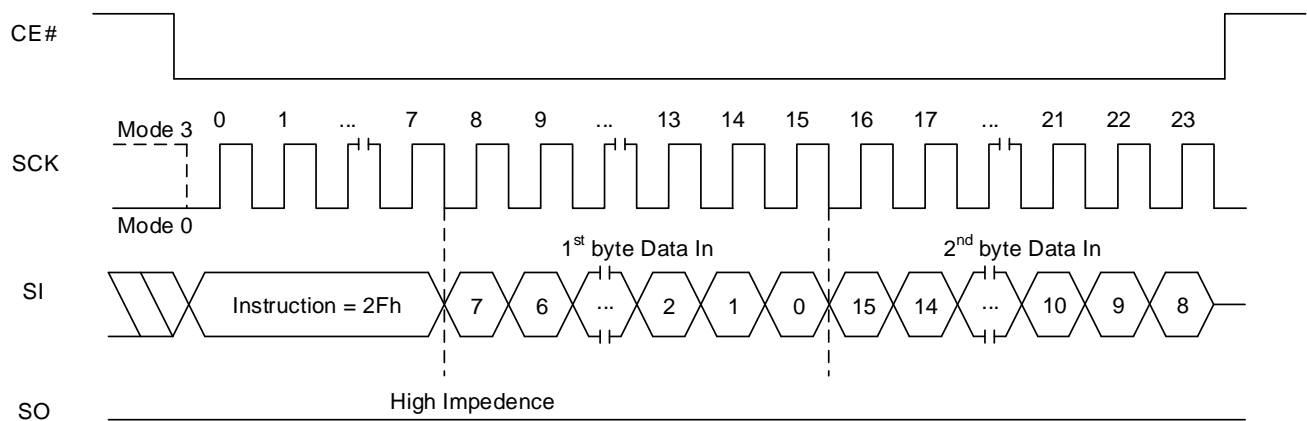 CE#
Mode 3 0 1 ... 7 8 9 ... 13 14 15 16 17 ... 21 22 23
SCK
Mode 0
1st byte Data In 2nd byte Data In
SI Instruction = 2Fh 7 6 ... 2 1 0 15 14 ... 10 9 8
High Impedence
SO